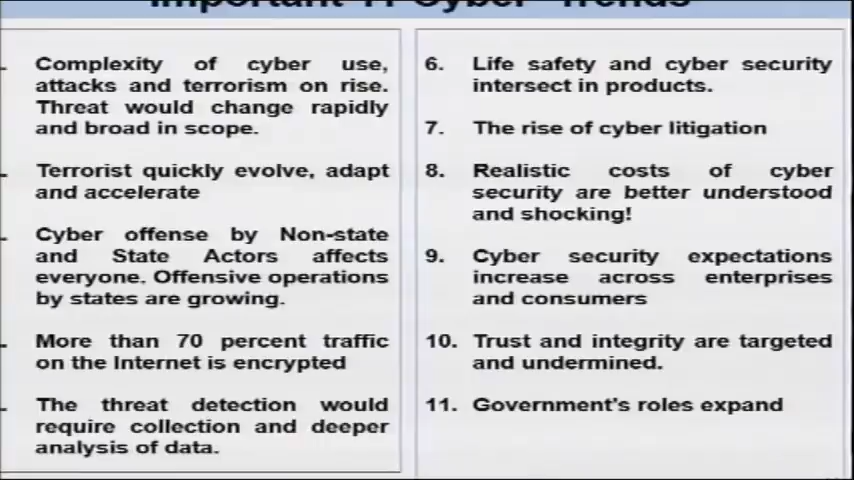 Important 11 Cyber Trends
Complexity of cyber use,
attacks and terrorism on rise.
Threat would change rapidly
and broad in scope.
Terrorist quickly evolve, adapt
and accelerate
Cyber offense by Non-state
and State Actors affects
everyone. Offensive operations
by states are growing.
More than 70 percent traffic
on the Internet is encrypted
The threat detection would
require collection and deeper
analysis of data.
6. Life safety and cyber security
intersect in products.
7. The rise of cyber litigation
8. Realistic costs of cyber
security are better understood
and shocking!
9. Cyber security expectations
increase across enterprises
and consumers
10. Trust and integrity are targeted
and undermined.
11. Government's roles expand